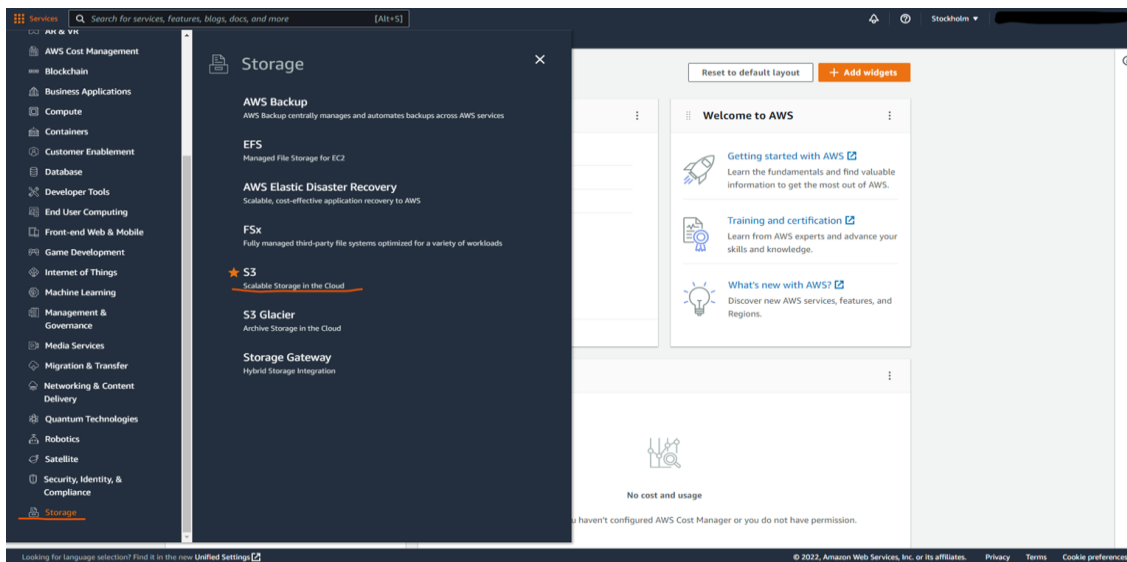 Services
Search for services, features, blogs, docs, and more
[Alt+S]
Stockholm
AR & VR
AWS Cost Management
Blockchain
Business Applications
Compute
Containers
Customer Enablement
Database
Developer Tools
End User Computing
Front-end Web & Mobile
Game Development
Internet of Things
Machine Learning
Management &
Governance
Media Services
Migration & Transfer
Networking & Content
Delivery
Quantum Technologies
Robotics
Satellite
Security, Identity, &
Compliance
Storage
Storage
AWS Backup
AWS Backup centrally manages and automates backups across AWS services
EFS
Managed File Storage for EC2
AWS Elastic Disaster Recovery
Scalable, cost-effective application recovery to AWS
FSx
Fully managed third-party file systems optimized for a variety of workloads
S3
Scalable Storage in the Cloud
S3 Glacier
Archive Storage in the Cloud
Storage Gateway
Hybrid Storage Integration
Reset to default layout
+ Add widgets
Welcome to AWS
Getting started with AWS
Learn the fundamentals and find valuable
information to get the most out of AWS.
Training and certification
Learn from AWS experts and advance your
skills and knowledge.
What's new with AWS?
Discover new AWS services, features, and
Regions.
No cost and usage
u haven't configured AWS Cost Manager or you do not have permission.
Looking for language selection? Find it in the new Unified Settings
© 2022, Amazon Web Services, Inc. or its affiliates.
Privacy
Terms
Cookie preferences